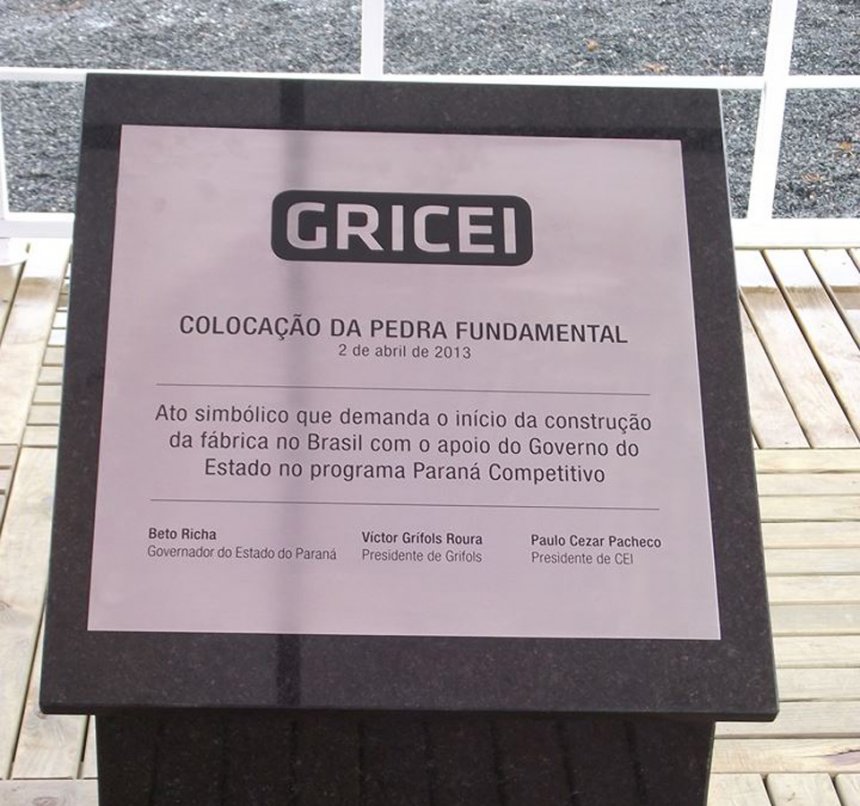 GRICEI
COLOCAÇÃO DA PEDRA FUNDAMENTAL
2 de abril de 2013
Ato simbólico que demanda o início da construção
da fábrica no Brasil com o apoio do Governo do
Estado no programa Paraná Competitivo
Beto Richa
Governador do Estado do Paraná
Víctor Grífols Roura
Presidente de Grifols
Paulo Cezar Pacheco
Presidente de CEI